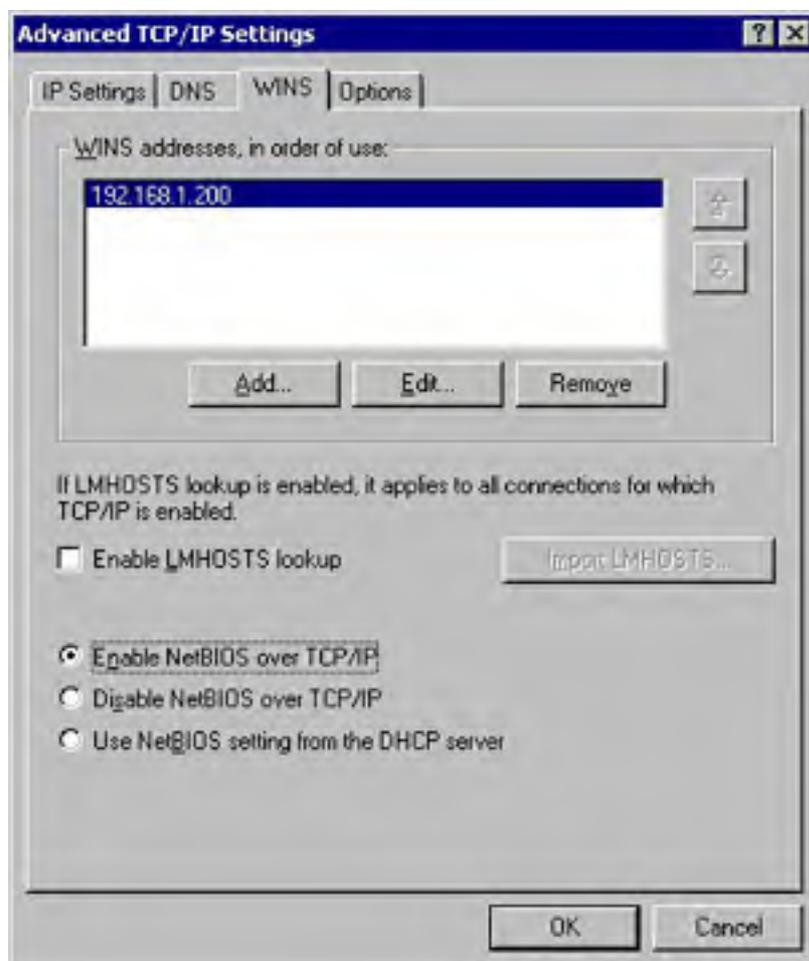 Advanced TCP/IP Settings
IP Settings DNS WINS Options
WINS addresses, in order of use:
192.168.1.200
Add... Edit... Remove
If LMHOSTS lookup is enabled, it applies to all connections for which
TCP/IP is enabled.
Enable LMHOSTS lookup Import LMHOSTS...
Enable NetBIOS over TCP/IP
Disable NetBIOS over TCP/IP
Use NetBIOS setting from the DHCP server
OK Cancel